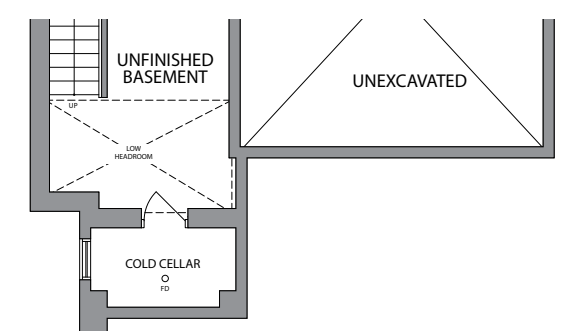 UNFINISHED
BASEMENT
UNEXCAVATED
UP
LOW
HEADROOM
COLD CELLAR
FD